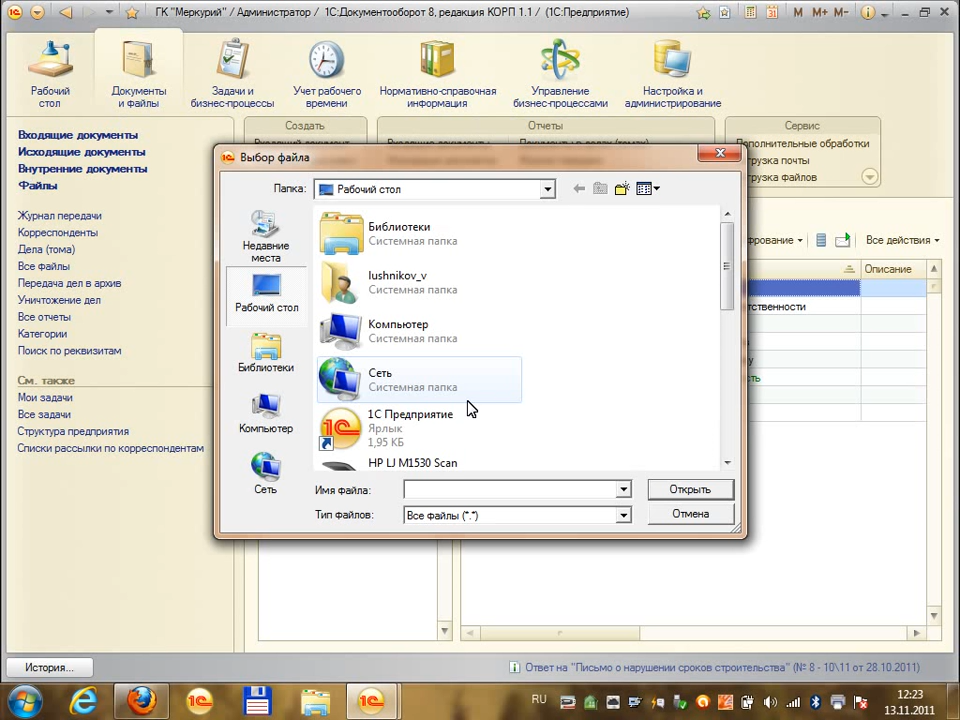 ГК "Меркурий" / Администратор / 1С:Документооборот 8, редакция КОРП 1.1 / (1С:Предприятие)
M M+ M-
Рабочий
стол
Документы
и файлы
Задачи и
бизнес-процессы
Учет рабочего
времени
Нормативно-справочная
информация
Управление
бизнес-процессами
Настройка и
администрирование
Входящие документы
Исходящие документы
Внутренние документы
Файлы
Журнал передачи
Корреспонденты
Дела (тома)
Все файлы
Передача дел в архив
Уничтожение дел
Все отчеты
Категории
Поиск по реквизитам
См. также
Мои задачи
Все задачи
Структура предприятия
Списки рассылки по корреспондентам
Создать
Отчеты
Сервис
ополнительные обработки
грузка почты
грузка файлов
Выбор файла
Папка:
Рабочий стол
Недавние
места
Рабочий стол
Библиотеки
Компьютер
Сеть
Библиотеки
Системная папка
lushnikov_v
Системная папка
Компьютер
Системная папка
Сеть
Системная папка
1С Предприятие
Ярлык
1,95 КБ
HP LJ M1530 Scan
Имя файла:
Открыть
Тип файлов:
Все файлы (*.*)
Отмена
рование
Все действия
Описание
тственности
История...
Ответ на "Письмо о нарушении сроков строительства" (№ 8 - 10\11 от 28.10.2011)
RU
12:23
13.11.2011